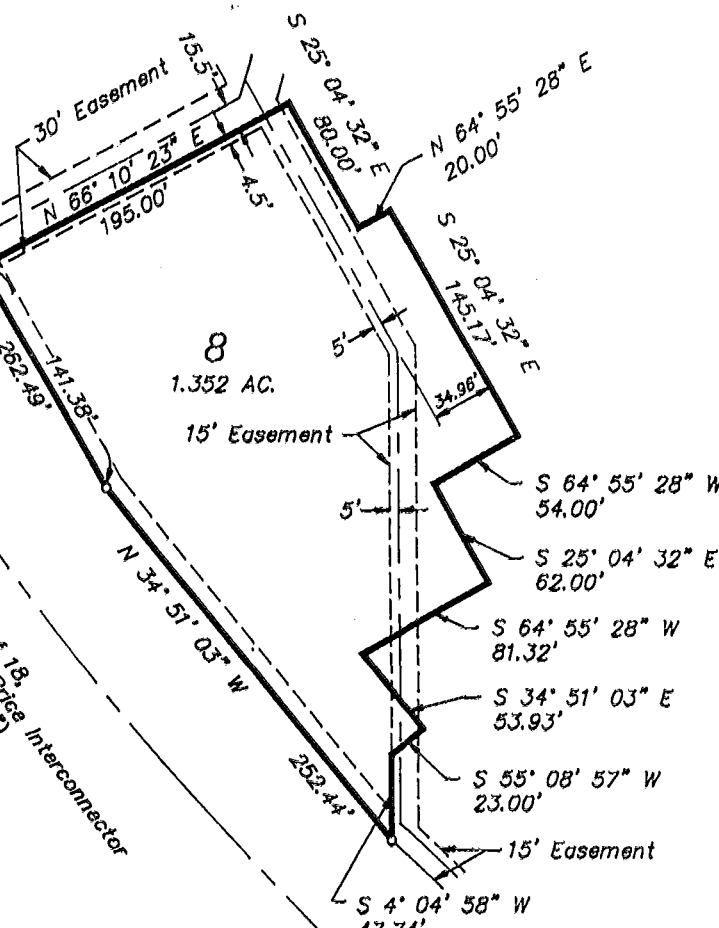 15.5'
S 25° 04' 32" E
80.00'
30' Easement
N 64° 55' 28" E
20.00'
N 66° 10' 23" E
195.00'
4.5'
S 25° 04' 32" E
145.17'
5'
8
1.352 AC.
34.96'
262.49'
141.38'
15' Easement
S 64° 55' 28" W
54.00'
5'
S 25° 04' 32" E
62.00'
N 34° 51' 03" W
S 64° 55' 28" W
81.32'
18,
Price Interconnector
S 34° 51' 03" E
53.93'
252.44'
S 55° 08' 57" W
23.00'
15' Easement
S 4° 04' 58" W